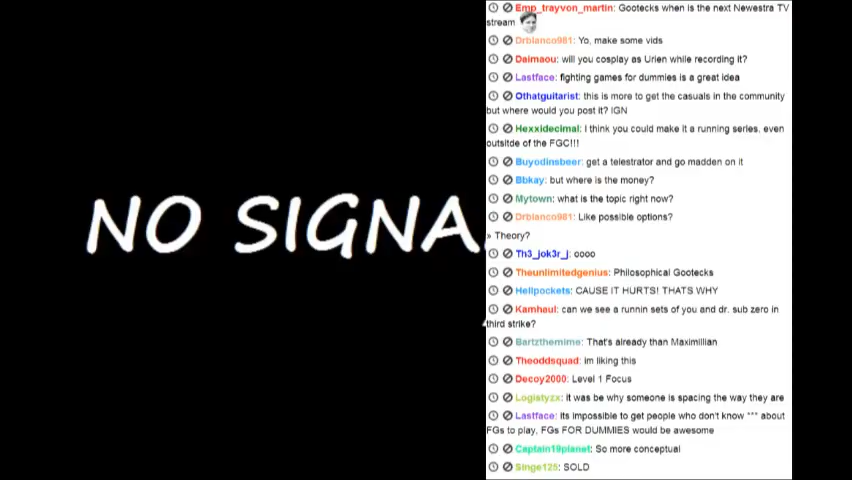 NO SIGNA
Emp_trayvon_martin: Gootecks when is the next Newestra TV
stream
Drblanco981: Yo, make some vids
Daimaou: will you cosplay as Urien while recording it?
Lastface: fighting games for dummies is a great idea
Othatguitarist: this is more to get the casuals in the community
but where would you post it? IGN
Hexxidecimal: I think you could make it a running series. even
outsitde of the FGC!!!
Buyodinsbeer: get a telestrator and go madden on it
Bbkay: but where is the money?
Mytown: what is the topic right now?
Drblanco981: Like possible options?
» Theory?
Th3_jok3r_j: oooo
Theunlimitedgenius: Philosophical Gootecks
Hellpockets: CAUSE IT HURTS! THATS WHY
Kamhaul: can we see a runnin sets of you and dr. sub zero in
third strike?
Bartzthemime: That's already than Maximillian
Theoddsquad: im liking this
Decoy2000: Level 1 Focus
Logistyzx: It was be why someone is spacing the way they are
Lastface: Its impossible to get people who don't know *** about
FGs to play, FGs FOR DUMMIES would be awesome
Captain19planet: So more conceptual
Singe125: SOLD